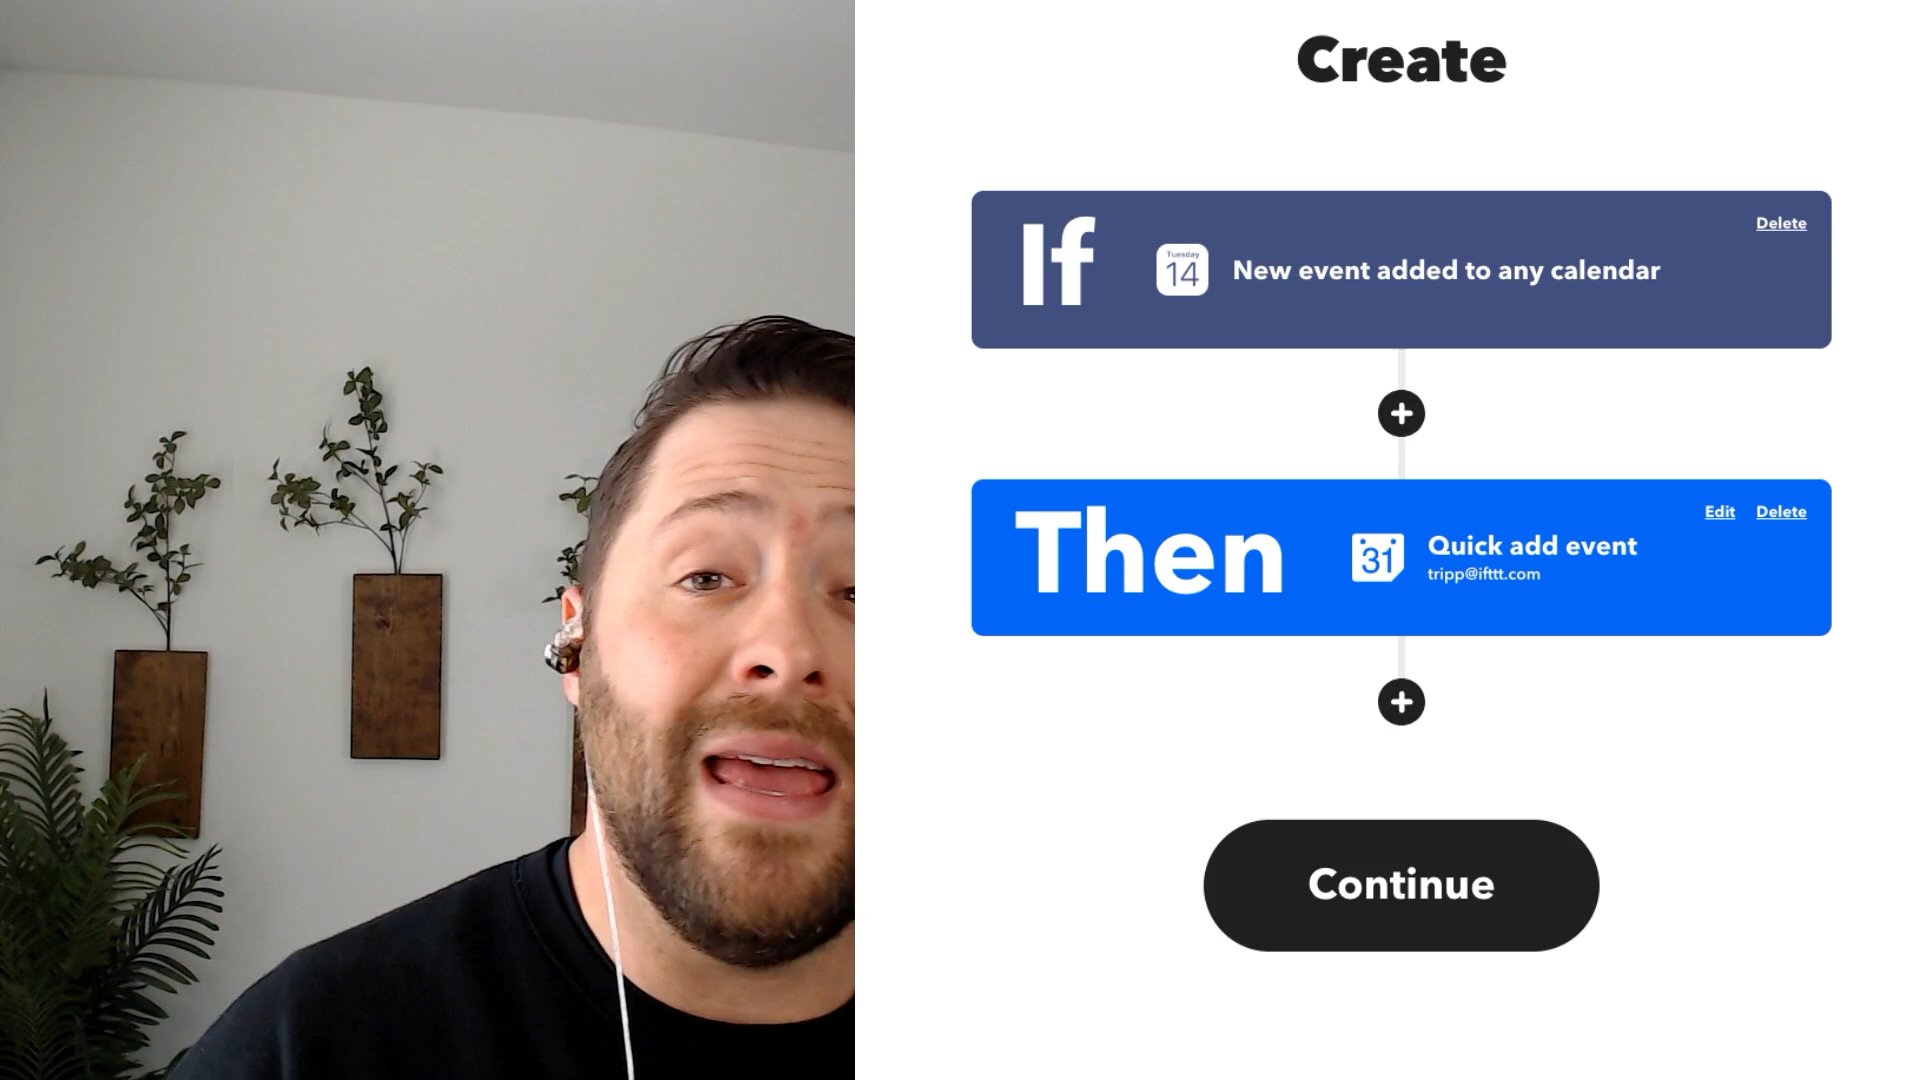 Create
If
Delete
Tuesday
14
New event added to any calendar
Then
Edit Delete
31
Quick add event
tripp@ifttt.com
Continue